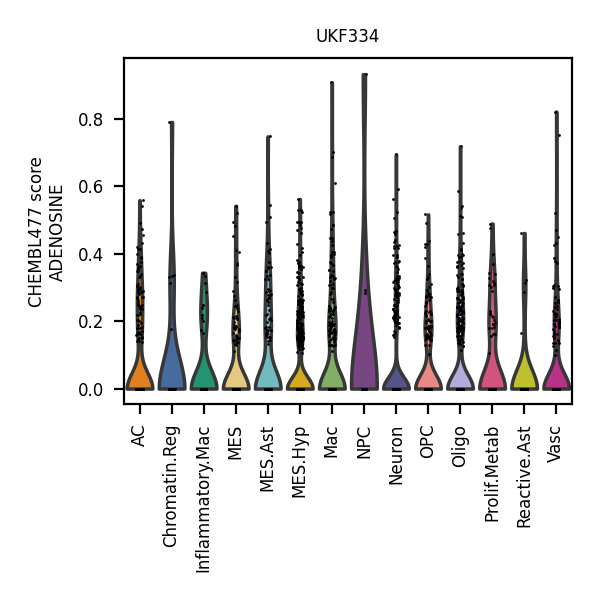 UKF334
CHEMBL477 score
ADENOSINE
0.8
0.6
0.4
0.2
0.0
AC
Chromatin.Reg
Inflammatory.Mac
MES
MES.Ast
MES.Hyp
Mac
NPC
Neuron
OPC
Oligo
Prolif.Metab
Reactive.Ast
Vasc